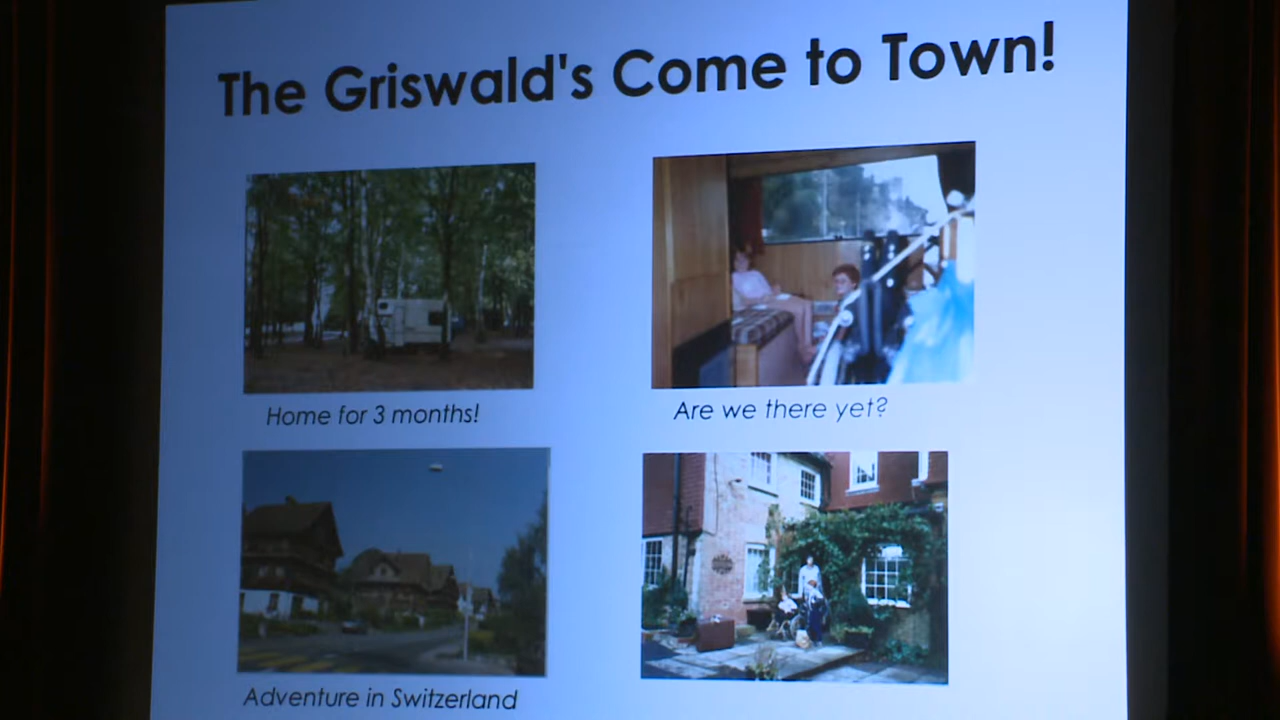 The Griswald's Come to Town!
Home for 3 months!
Are we there yet?
Adventure in Switzerland